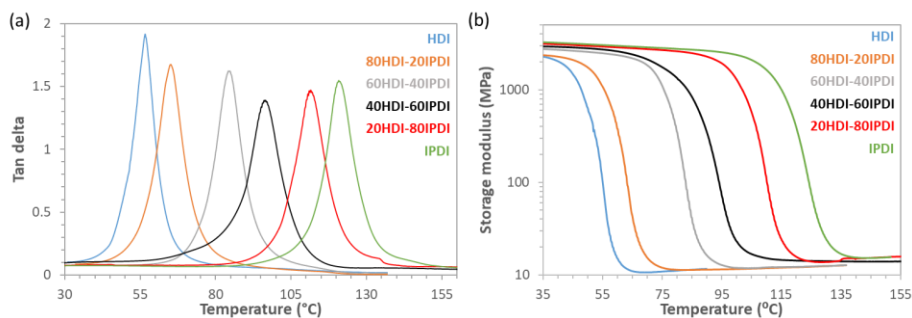 (a)
2
1.5
1
0.5
0
Tan delta
HDI
80HDI-20IPDI
60HDI-40IPDI
40HDI-60IPDI
20HDI-80IPDI
IPDI
30 55 80 105 130 155
Temperature (°C)
(b)
1000
100
10
Storage modulus (MPa)
HDI
80HDI-20IPDI
60HDI-40IPDI
40HDI-60IPDI
20HDI-80IPDI
IPDI
35 55 75 95 115 135 155
Temperature (⁰C)